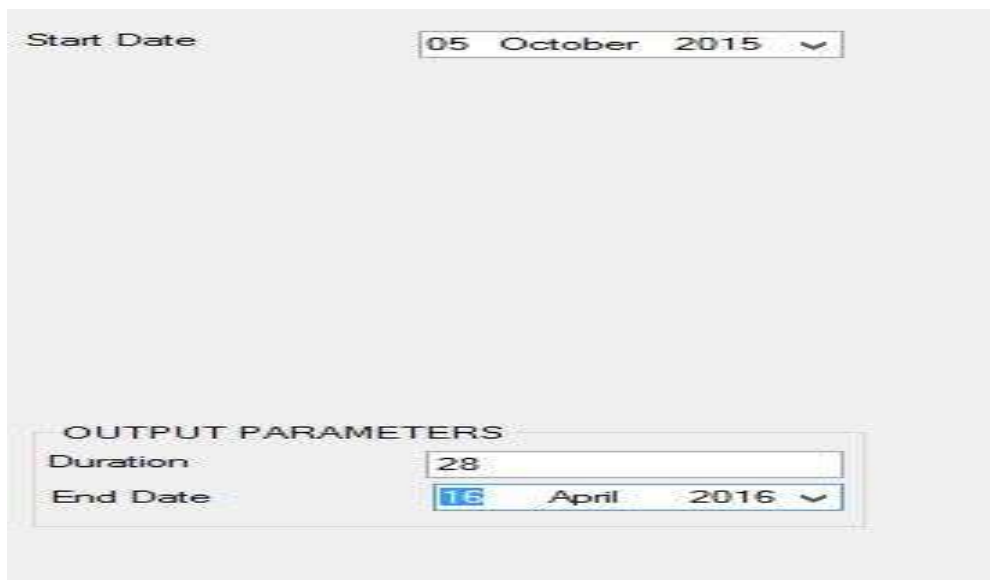 Start Date 05 October 2015
OUTPUT PARAMETERS
Duration 28
End Date 16 April 2016